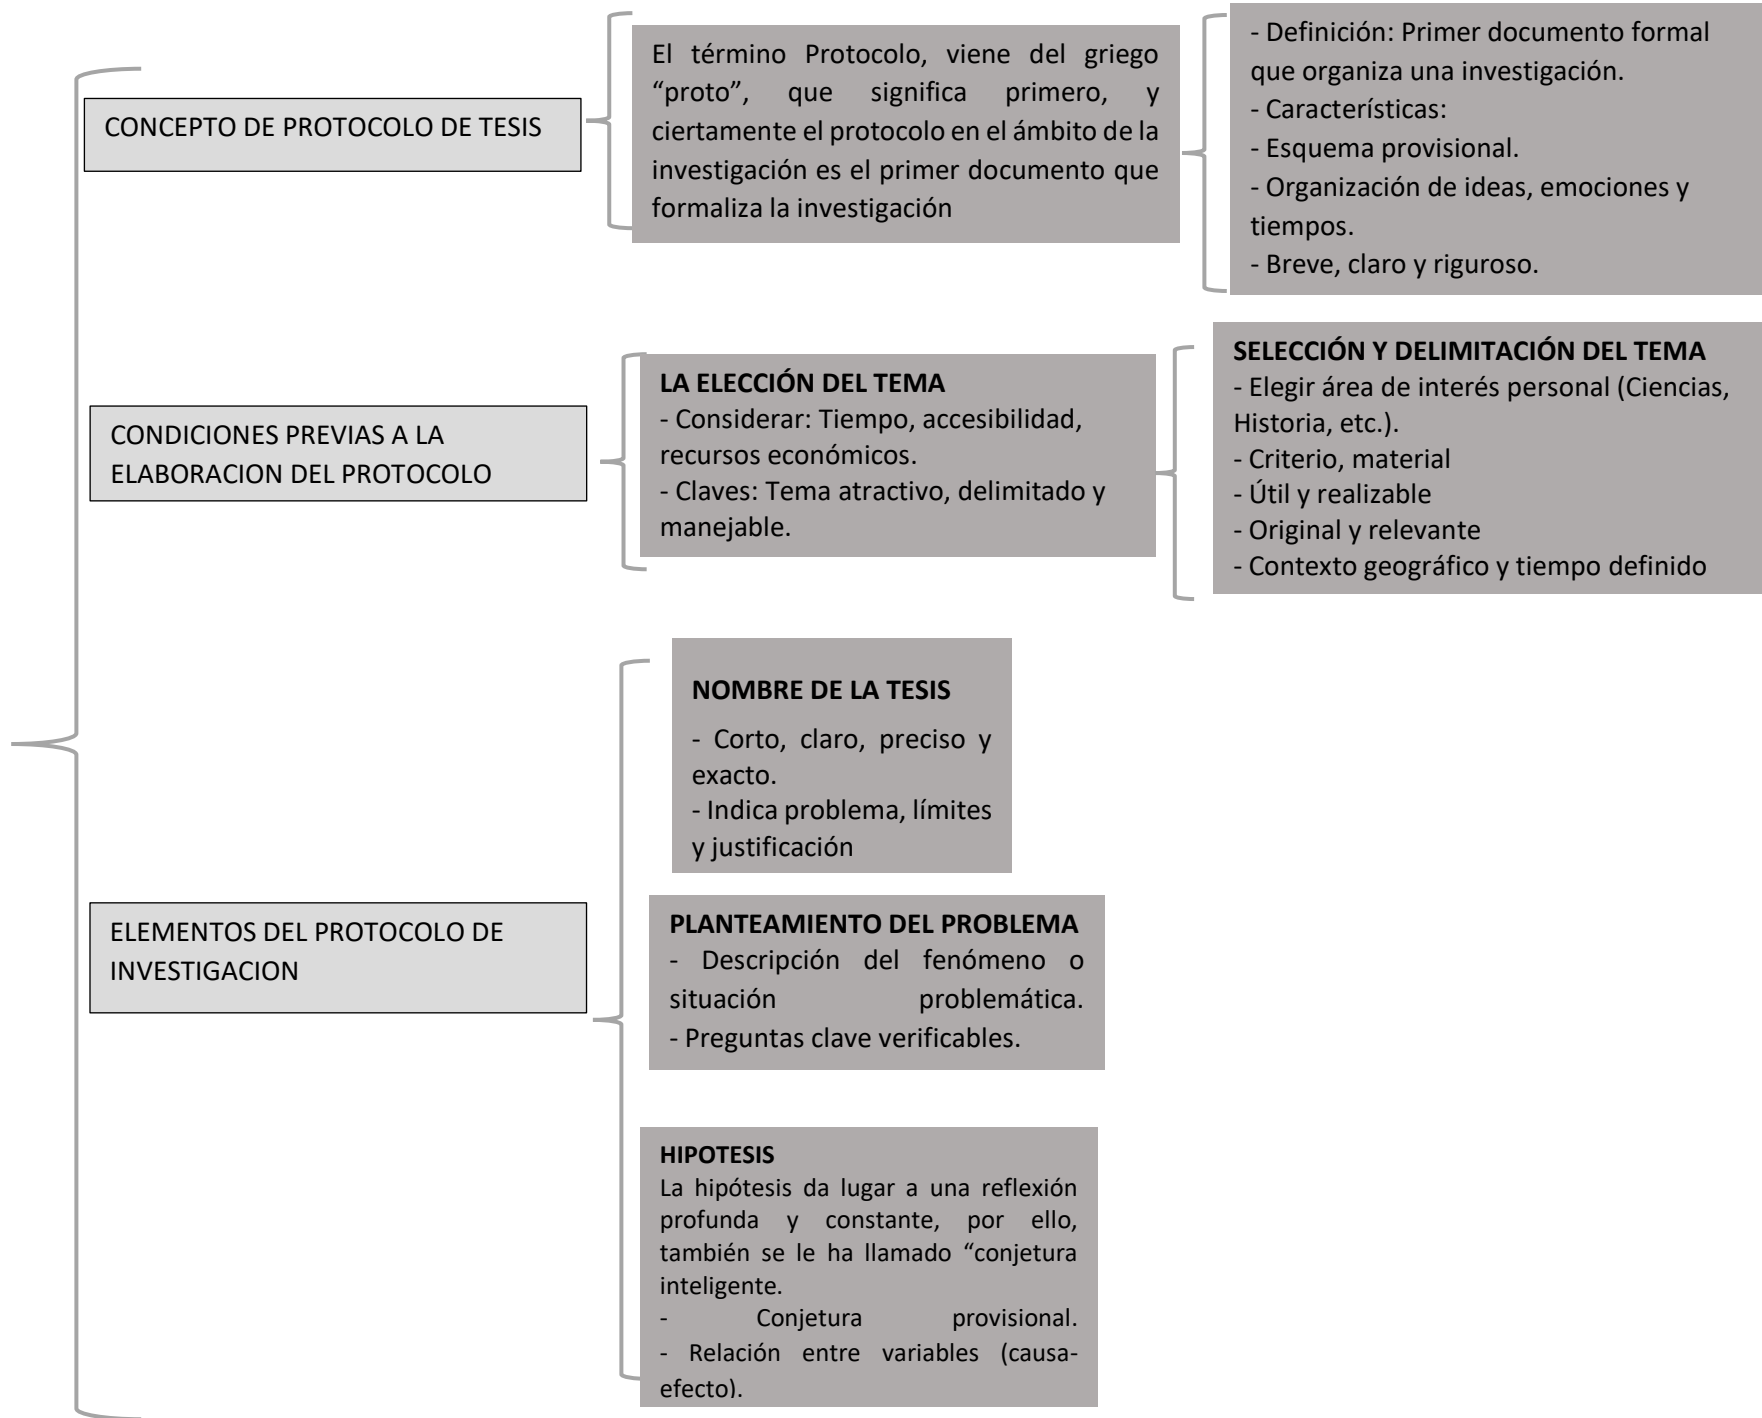 CONCEPTO DE PROTOCOLO DE TESIS
El término Protocolo, viene del griego
“proto”, que significa primero, y
ciertamente el protocolo en el ámbito de la
investigación es el primer documento que
formaliza la investigación
- Definición: Primer documento formal
que organiza una investigación.
- Características:
- Esquema provisional.
- Organización de ideas, emociones y
tiempos.
- Breve, claro y riguroso.
CONDICIONES PREVIAS A LA
ELABORACION DEL PROTOCOLO
LA ELECCIÓN DEL TEMA
- Considerar: Tiempo, accesibilidad,
recursos económicos.
- Claves: Tema atractivo, delimitado y
manejable.
SELECCIÓN Y DELIMITACIÓN DEL TEMA
- Elegir área de interés personal (Ciencias,
Historia, etc.).
- Criterio, material
- Útil y realizable
- Original y relevante
- Contexto geográfico y tiempo definido
ELEMENTOS DEL PROTOCOLO DE
INVESTIGACION
NOMBRE DE LA TESIS
- Corto, claro, preciso y
exacto.
- Indica problema, límites
y justificación
PLANTEAMIENTO DEL PROBLEMA
- Descripción del fenómeno o
situación problemática.
- Preguntas clave verificables.
HIPOTESIS
La hipótesis da lugar a una reflexión
profunda y constante, por ello,
también se le ha llamado “conjetura
inteligente.
- Conjetura provisional.
- Relación entre variables (causa-
efecto).